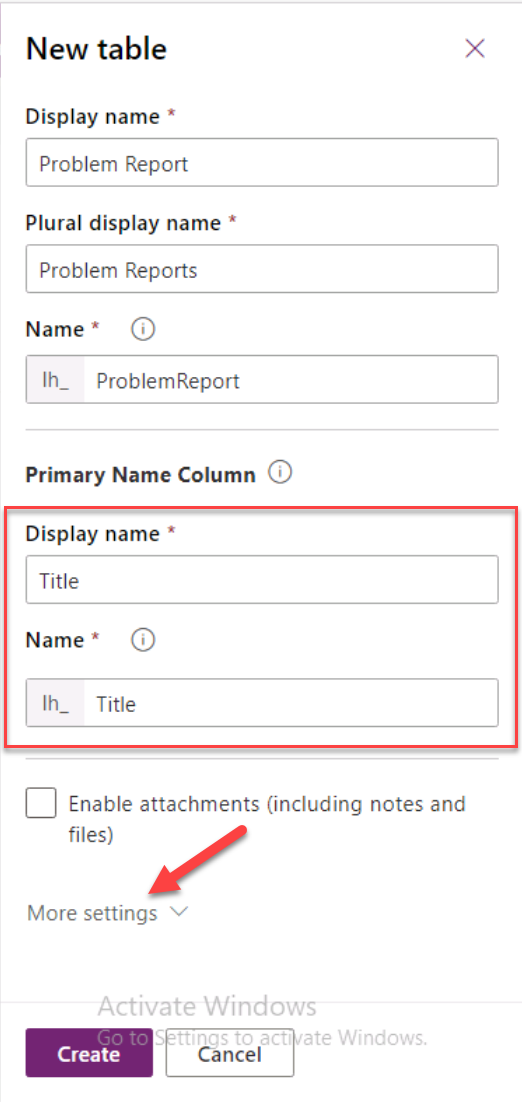 New table
Display name *
Problem Report
Plural display name *
Problem Reports
Name *
lh_ ProblemReport
Primary Name Column
Display name *
Title
Name *
lh_ Title
Enable attachments (including notes and
files)
More settings
Activate Windows
Go to Settings to activate Windows.
Create Cancel